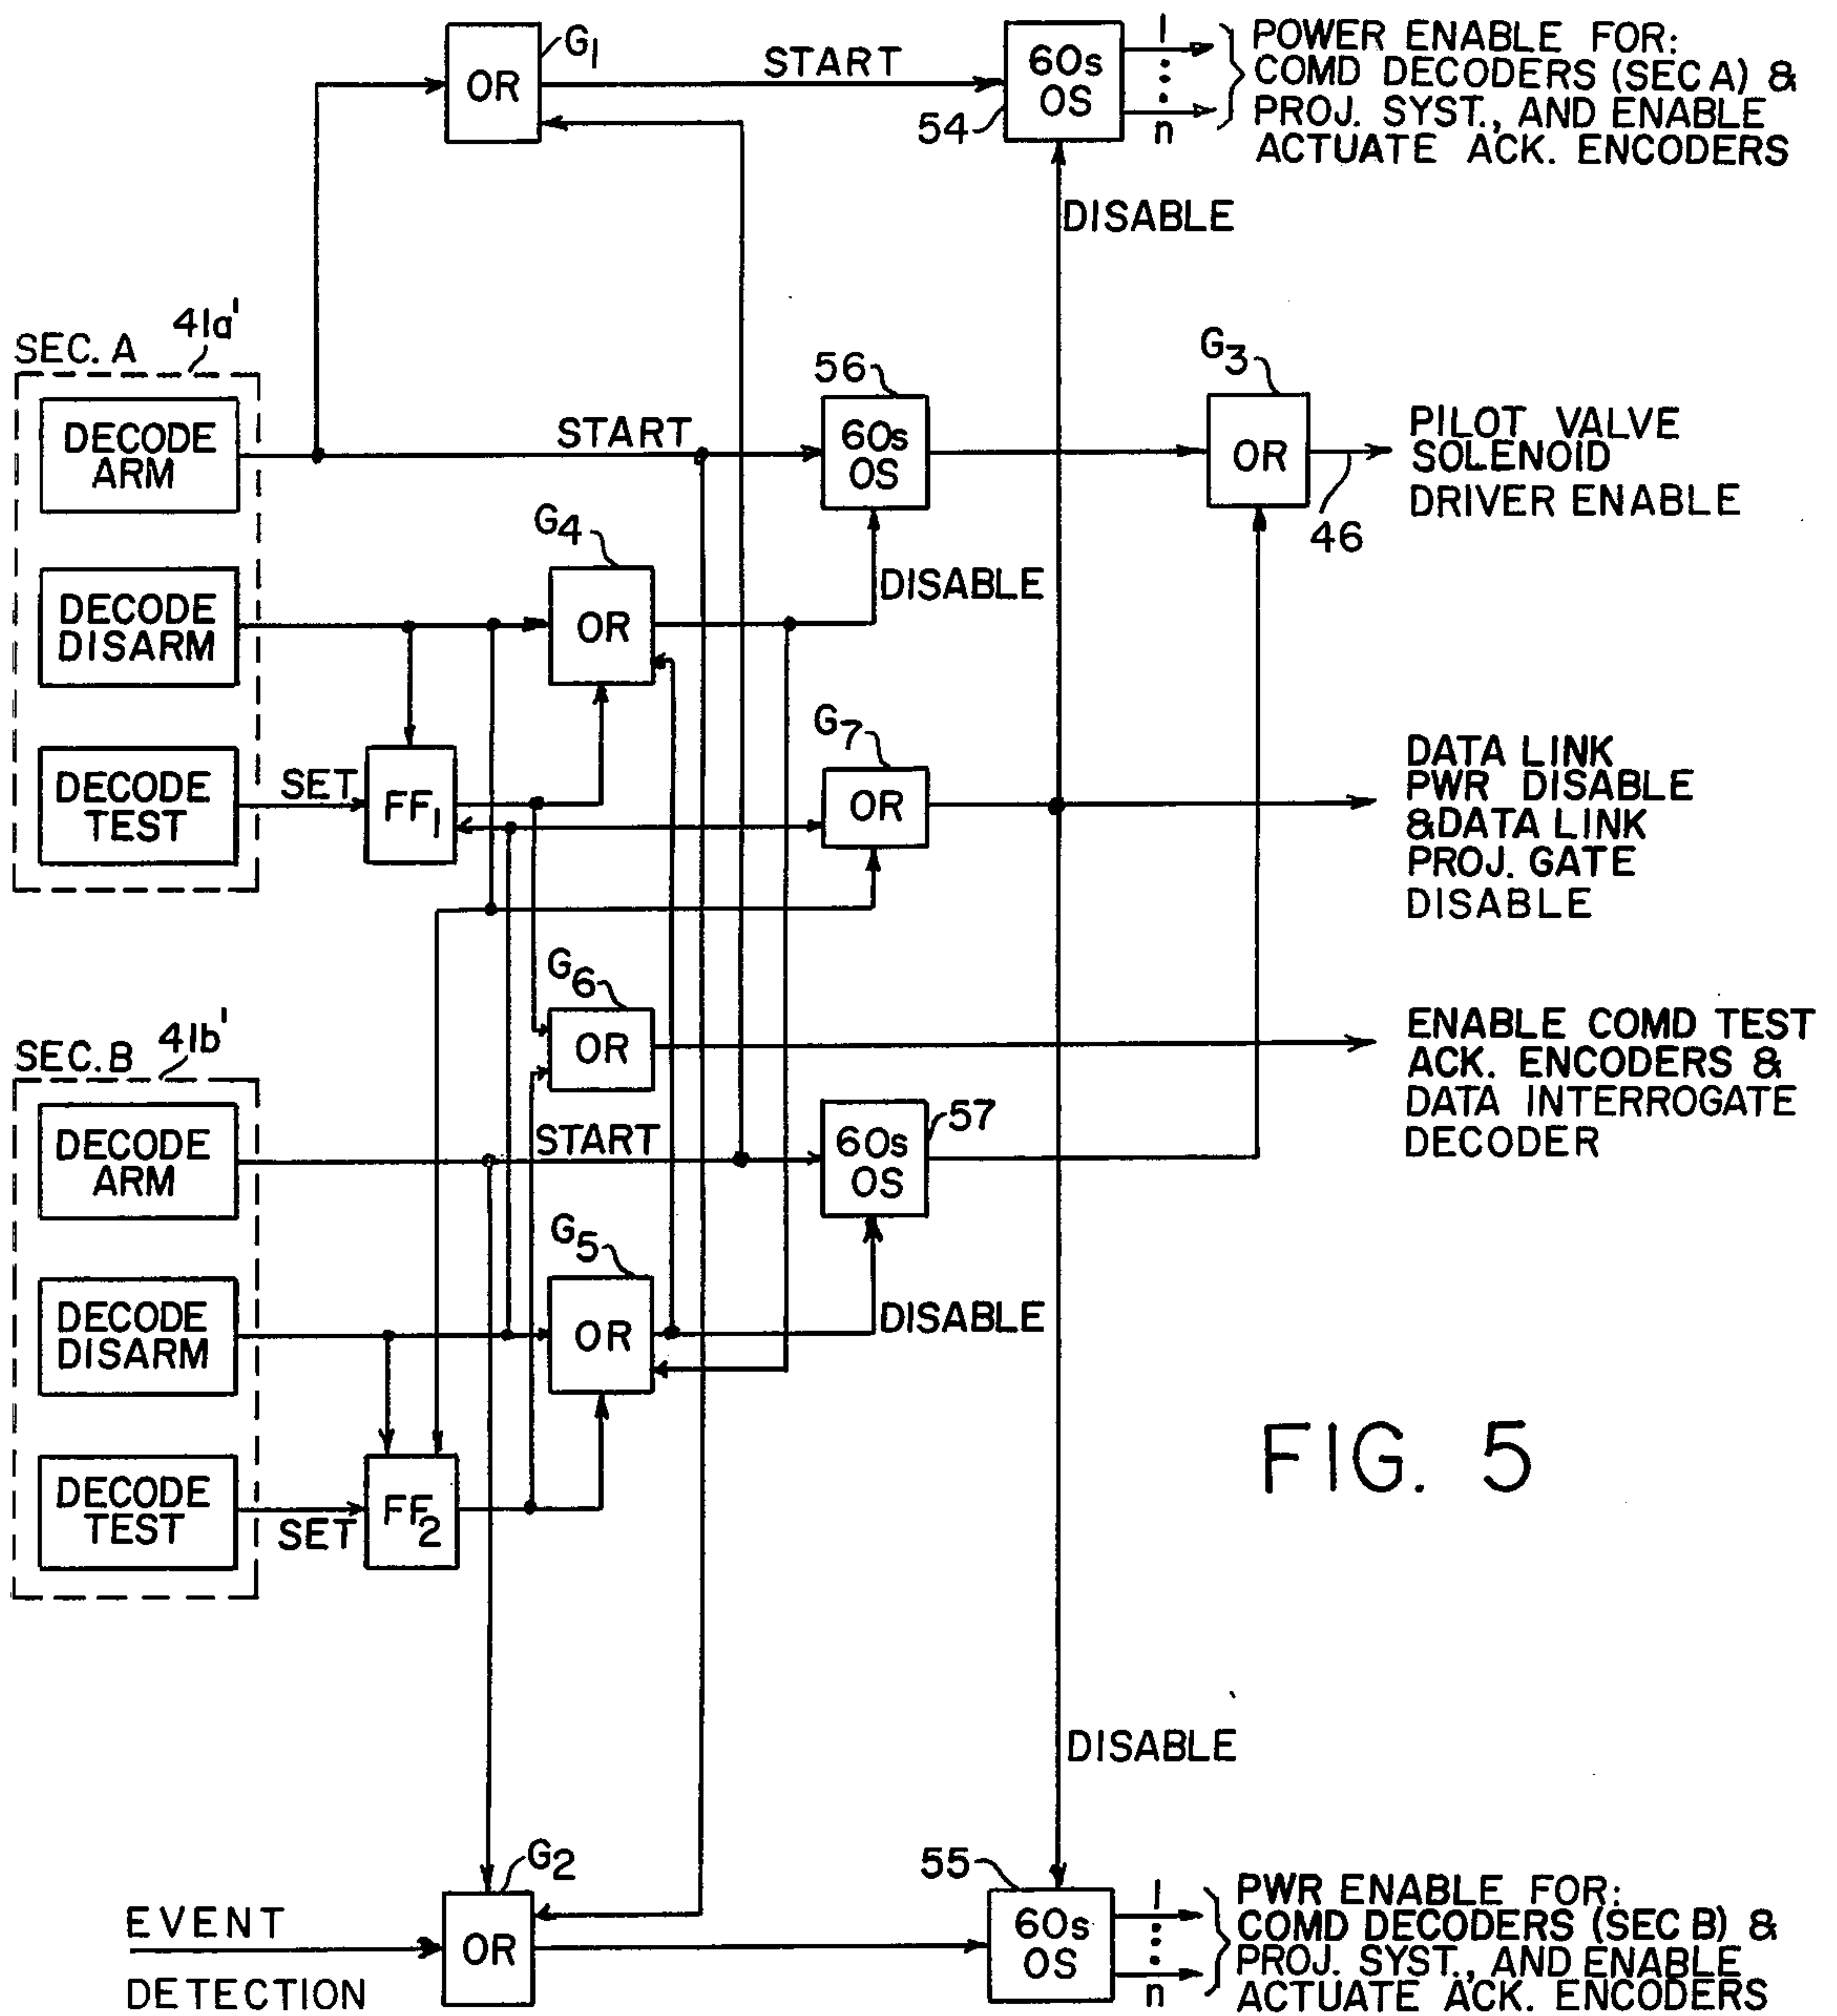 G1
OR
START
60s
OS
54
1
n
POWER ENABLE FOR:
COMD DECODERS (SEC A) &
PROJ. SYST., AND ENABLE
ACTUATE ACK. ENCODERS
DISABLE
SEC. A
41a'
DECODE
ARM
START
56
60s
OS
G3
OR
46
PILOT VALVE
SOLENOID
DRIVER ENABLE
DECODE
DISARM
G4
OR
DISABLE
DECODE
TEST
SET
FF1
G7
OR
DATA LINK
PWR DISABLE
&DATA LINK
PROJ. GATE
DISABLE
G6
OR
ENABLE COMD TEST
ACK. ENCODERS &
DATA INTERROGATE
DECODER
SEC. B
41b'
DECODE
ARM
START
60s
OS
57
DECODE
DISARM
G5
OR
DISABLE
DECODE
TEST
SET
FF2
FIG. 5
DISABLE
EVENT
DETECTION
G2
OR
55
60s
OS
1
n
PWR ENABLE FOR:
COMD DECODERS (SEC B) &
PROJ. SYST., AND ENABLE
ACTUATE ACK. ENCODERS